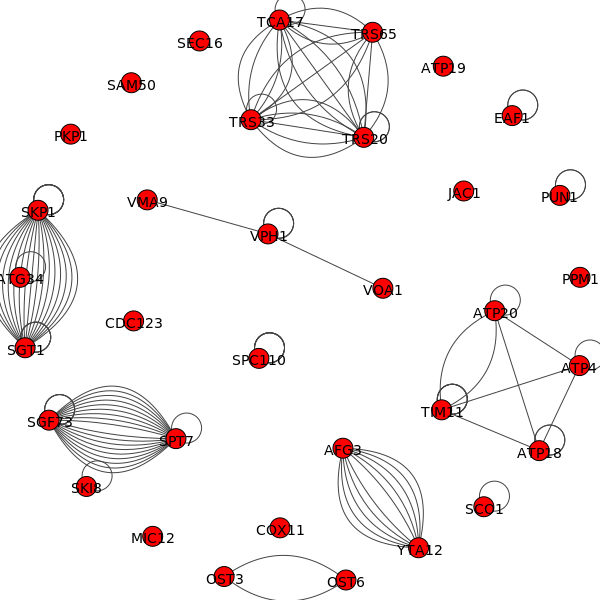 TCA17
TRS65
SEC16
ATP19
SAM50
EAF1
TRS33
TRS20
PKP1
JAC1
PUN1
VMA9
SKP1
VPH1
ATG34
PPM1
VOA1
ATP20
CDC123
SGT1
SPC110
ATP4
TIM11
SGF73
SPT7
AFG3
ATP18
SKI8
SCO1
COX11
MIC12
YTA12
OST3
OST6